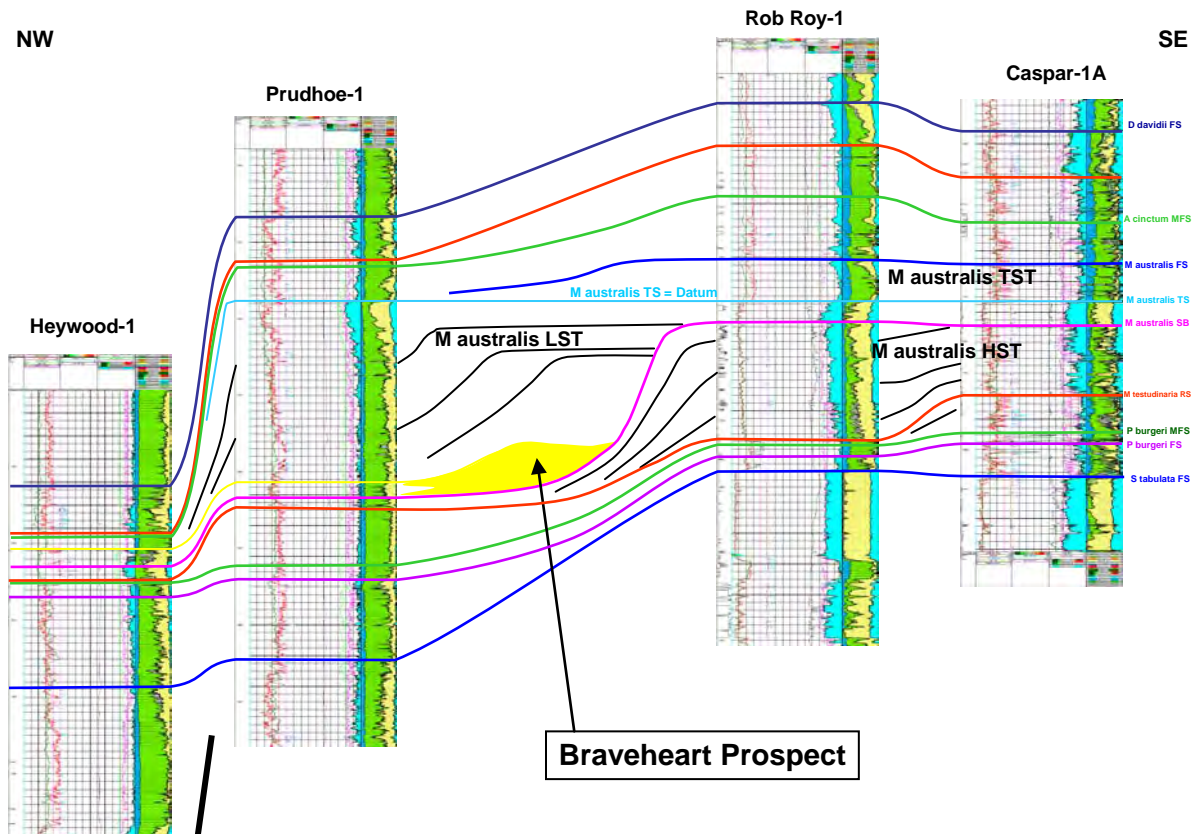 Rob Roy-1
NW
SE
Caspar-1A
Prudhoe-1
D davidii FS
A cinctum MFS
M australis FS
M australis TST
M australis TS = Datum
M australis TS
Heywood-1
M australis SB
M australis LST
M australis HST
M testudinaria RS
P burgeri MFS
P burgeri FS
S tabulata FS
Braveheart Prospect